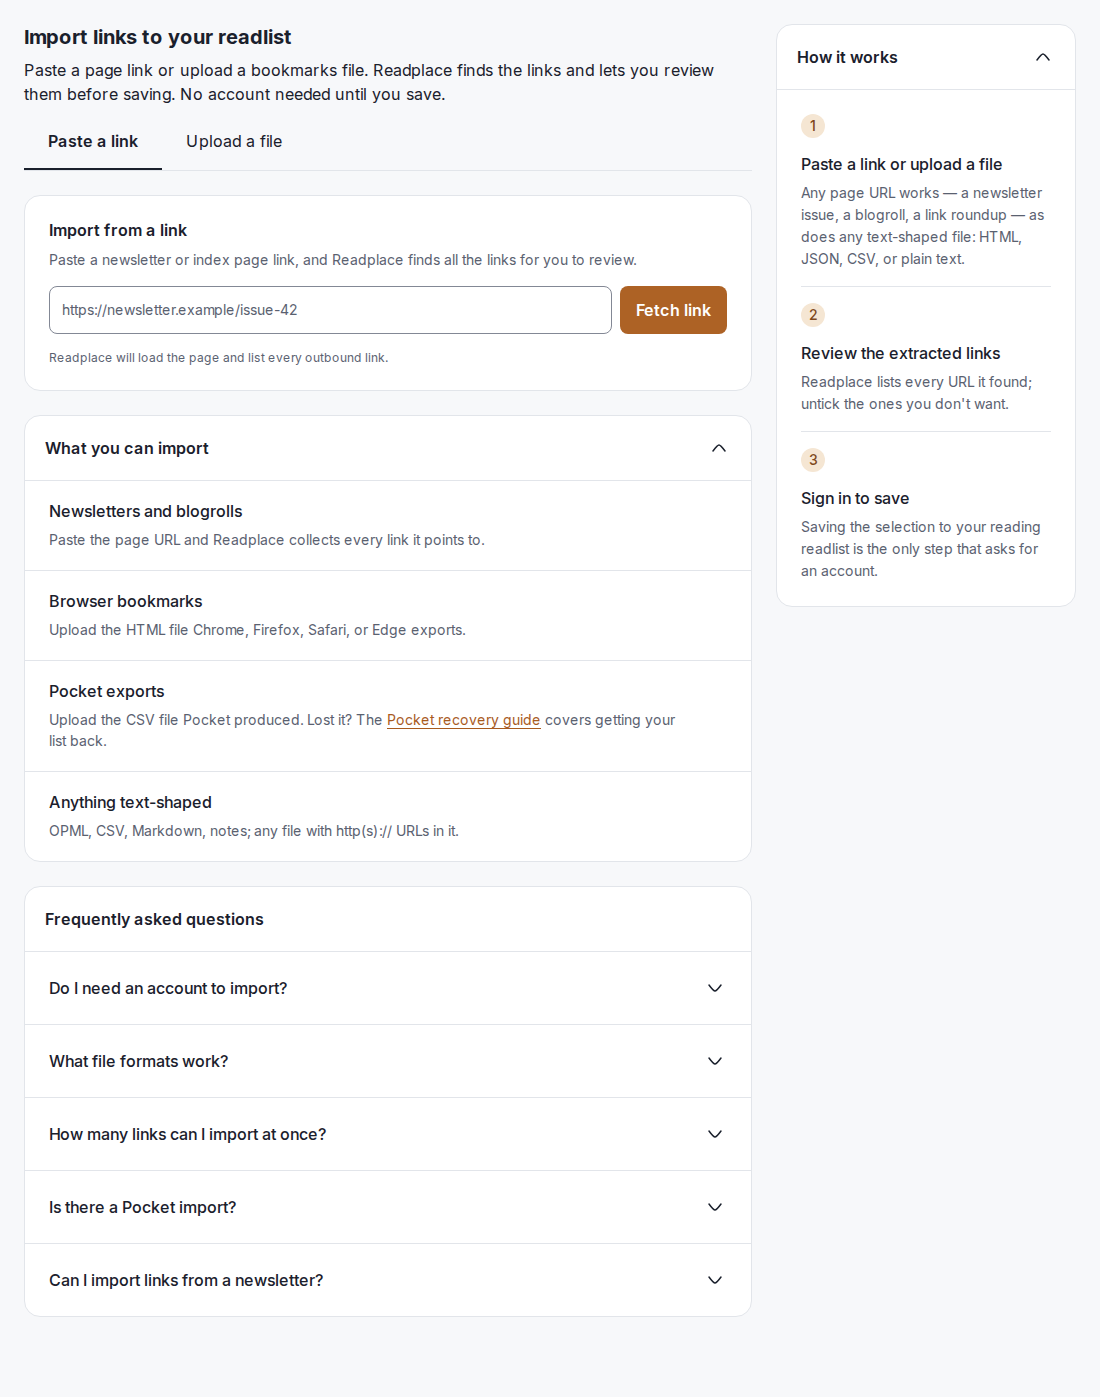 Import links to your readlist
Paste a page link or upload a bookmarks file. Readplace finds the links and lets you review
them before saving. No account needed until you save.
Paste a link
Upload a file
Import from a link
Paste a newsletter or index page link, and Readplace finds all the links for you to review.
https://newsletter.example/issue-42
Fetch link
Readplace will load the page and list every outbound link.
What you can import
Newsletters and blogrolls
Paste the page URL and Readplace collects every link it points to.
Browser bookmarks
Upload the HTML file Chrome, Firefox, Safari, or Edge exports.
Pocket exports
Upload the CSV file Pocket produced. Lost it? The Pocket recovery guide covers getting your
list back.
Anything text-shaped
OPML, CSV, Markdown, notes; any file with http(s):// URLs in it.
Frequently asked questions
Do I need an account to import?
What file formats work?
How many links can I import at once?
Is there a Pocket import?
Can I import links from a newsletter?
How it works
1
Paste a link or upload a file
Any page URL works — a newsletter
issue, a blogroll, a link roundup — as
does any text-shaped file: HTML,
JSON, CSV, or plain text.
2
Review the extracted links
Readplace lists every URL it found;
untick the ones you don't want.
3
Sign in to save
Saving the selection to your reading
readlist is the only step that asks for
an account.